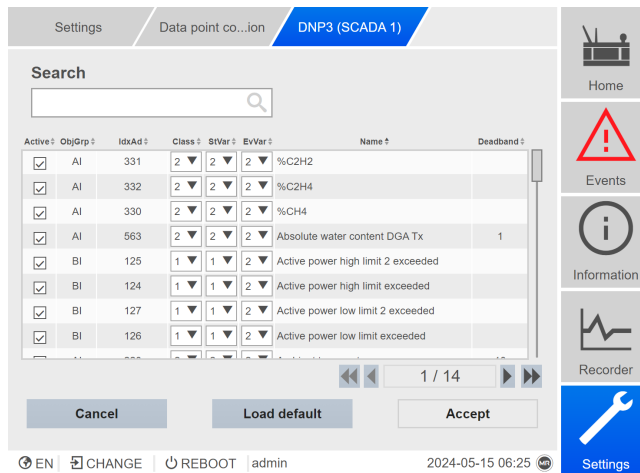 Settings
Data point co...ion
DNP3 (SCADA 1)
Home
Search
Events
Active ObjGrp IdxAd Class StVar EvVar Name Deadband
AI 331 2 2 2 %C2H2
AI 332 2 2 2 %C2H4
AI 330 2 2 2 %CH4
AI 563 2 2 2 Absolute water content DGA Tx 1
BI 125 1 1 2 Active power high limit 2 exceeded
BI 124 1 1 2 Active power high limit exceeded
BI 127 1 1 2 Active power low limit 2 exceeded
BI 126 1 1 2 Active power low limit exceeded
Information
Recorder
1 / 14
Cancel
Load default
Accept
EN CHANGE REBOOT admin 2024-05-15 06:25 MR
Settings